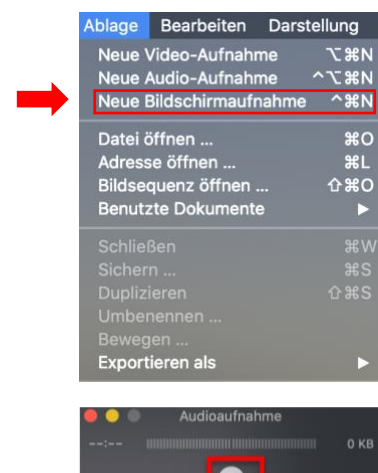 Ablage Bearbeiten Darstellung
Neue Video-Aufnahme ⌥⌘N
Neue Audio-Aufnahme ^⌥⌘N
Neue Bildschirmaufnahme ^⌘N
Datei öffnen ... ⌘O
Adresse öffnen ... ⌘L
Bildsequenz öffnen ... ⇧⌘O
Benutzte Dokumente ▶
Schließen ⌘W
Sichern ... ⌘S
Duplizieren ⇧⌘S
Umbenennen ...
Bewegen ...
Exportieren als ▶
Audioaufnahme
--:-- 0 KB